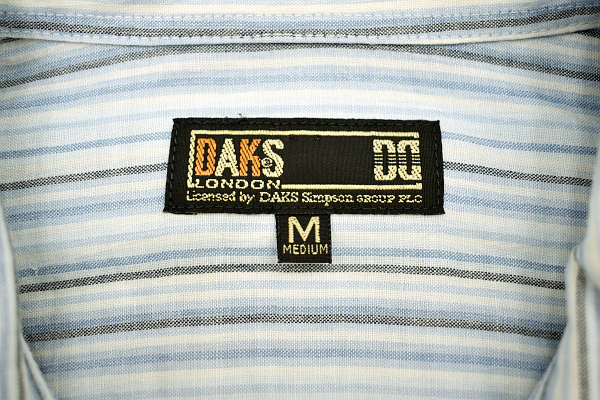 DAKS DD
LONDON
Licensed by DAKS Simpson GROUP PLC
M
MEDIUM